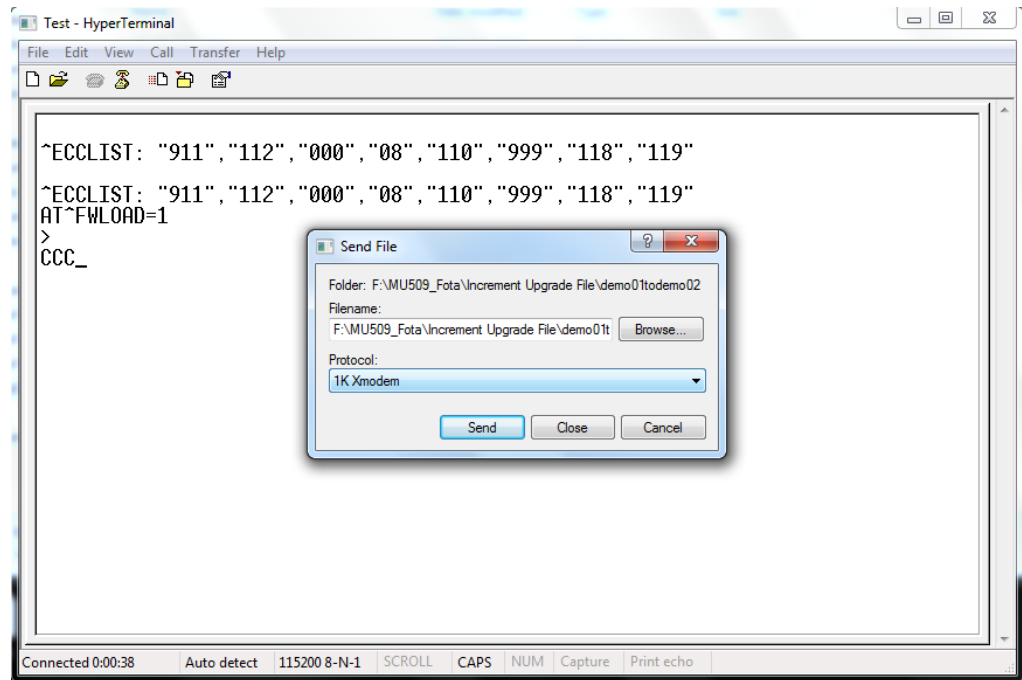 Test - HyperTerminal
File Edit View Call Transfer Help
^ECCLIST: "911","112","000","08","110","999","118","119"
^ECCLIST: "911","112","000","08","110","999","118","119"
AT^FWLOAD=1
>
CCC_
Send File
Folder: F:\MU509_Fota\Increment Upgrade File\demo01todemo02
Filename:
F:\MU509_Fota\Increment Upgrade File\demo01t Browse...
Protocol:
1K Xmodem
Send Close Cancel
Connected 0:00:38 Auto detect 115200 8-N-1 SCROLL CAPS NUM Capture Print echo